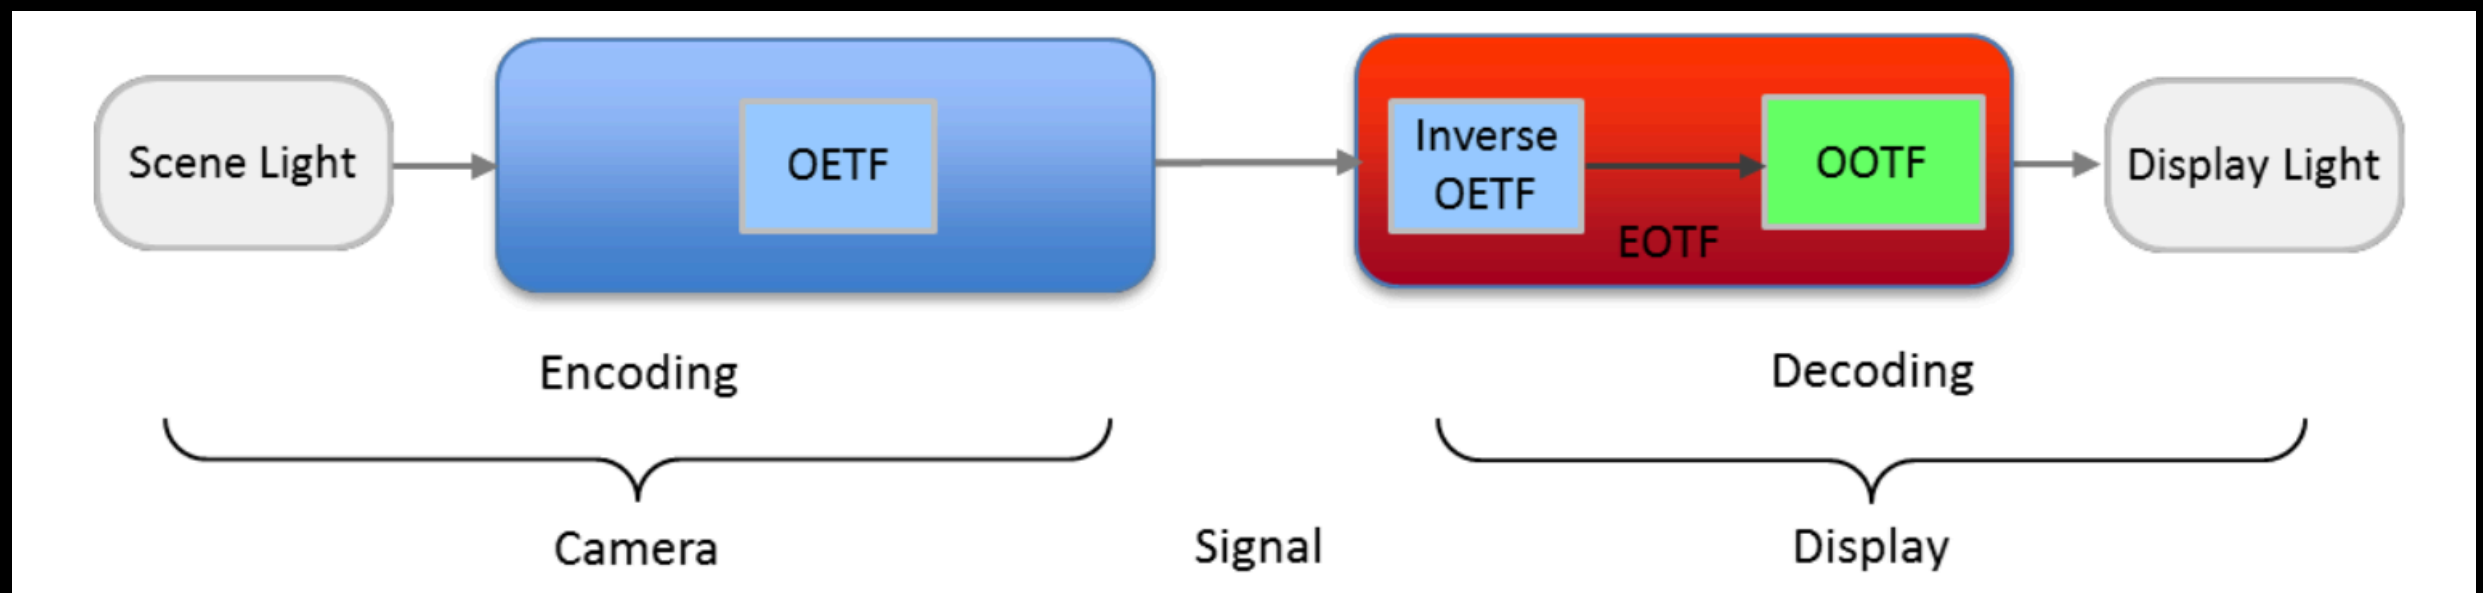 Scene Light
OETF
Inverse
OETF
EOTF
OOTF
Display Light
Encoding
Decoding
Camera
Signal
Display